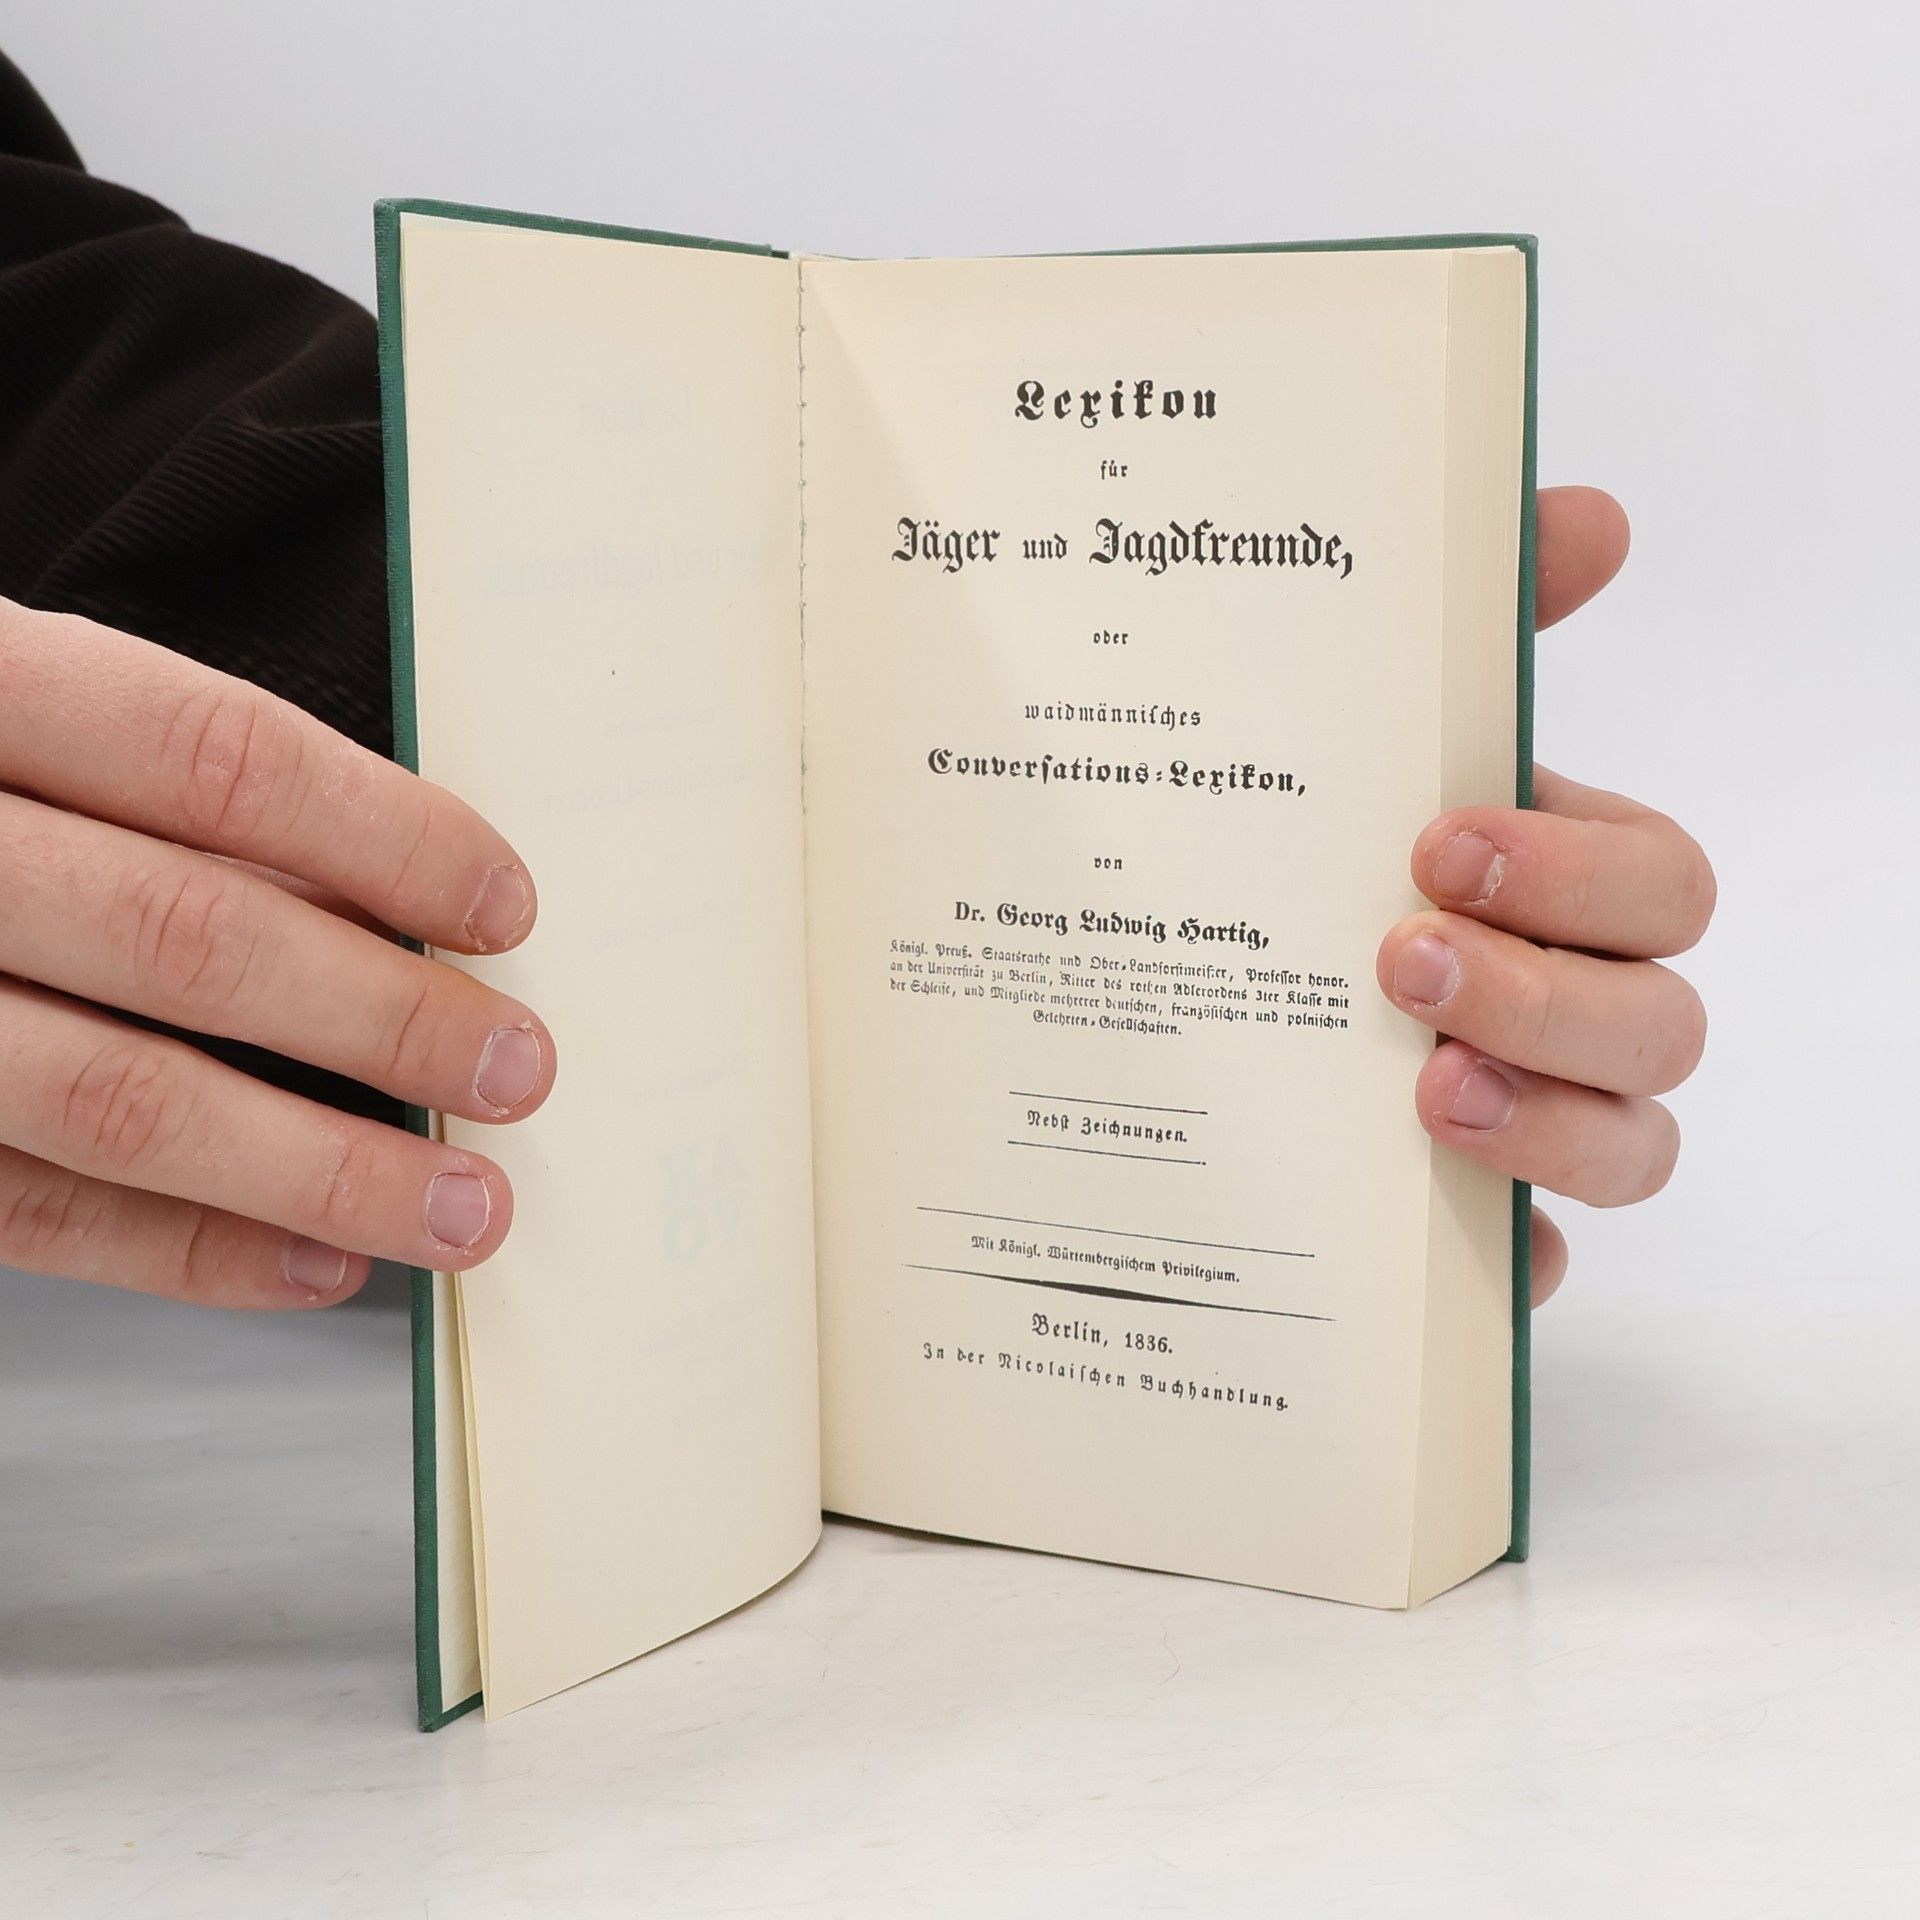 Lexikon
für
Jäger und Jagdfreunde,
oder
waidmänniſches
Converſations-Lexikon,
von
Dr. Georg Ludwig Hartig,
Königl. Preuß. Staatsrathe und Ober-Landforſtmeiſter, Profeſſor honor.
an der Univerſität zu Berlin, Ritter des rothen Adlerordens 3ter Klaſſe mit
der Schleife, und Mitgliede mehrerer deutſchen, franzöſiſchen und polniſchen
Gelehrten-Geſellſchaften.
Nebſt Zeichnungen.
Mit Königl. Würtembergiſchem Privilegium.
Berlin, 1836.
In der Nicolaiſchen Buchhandlung.